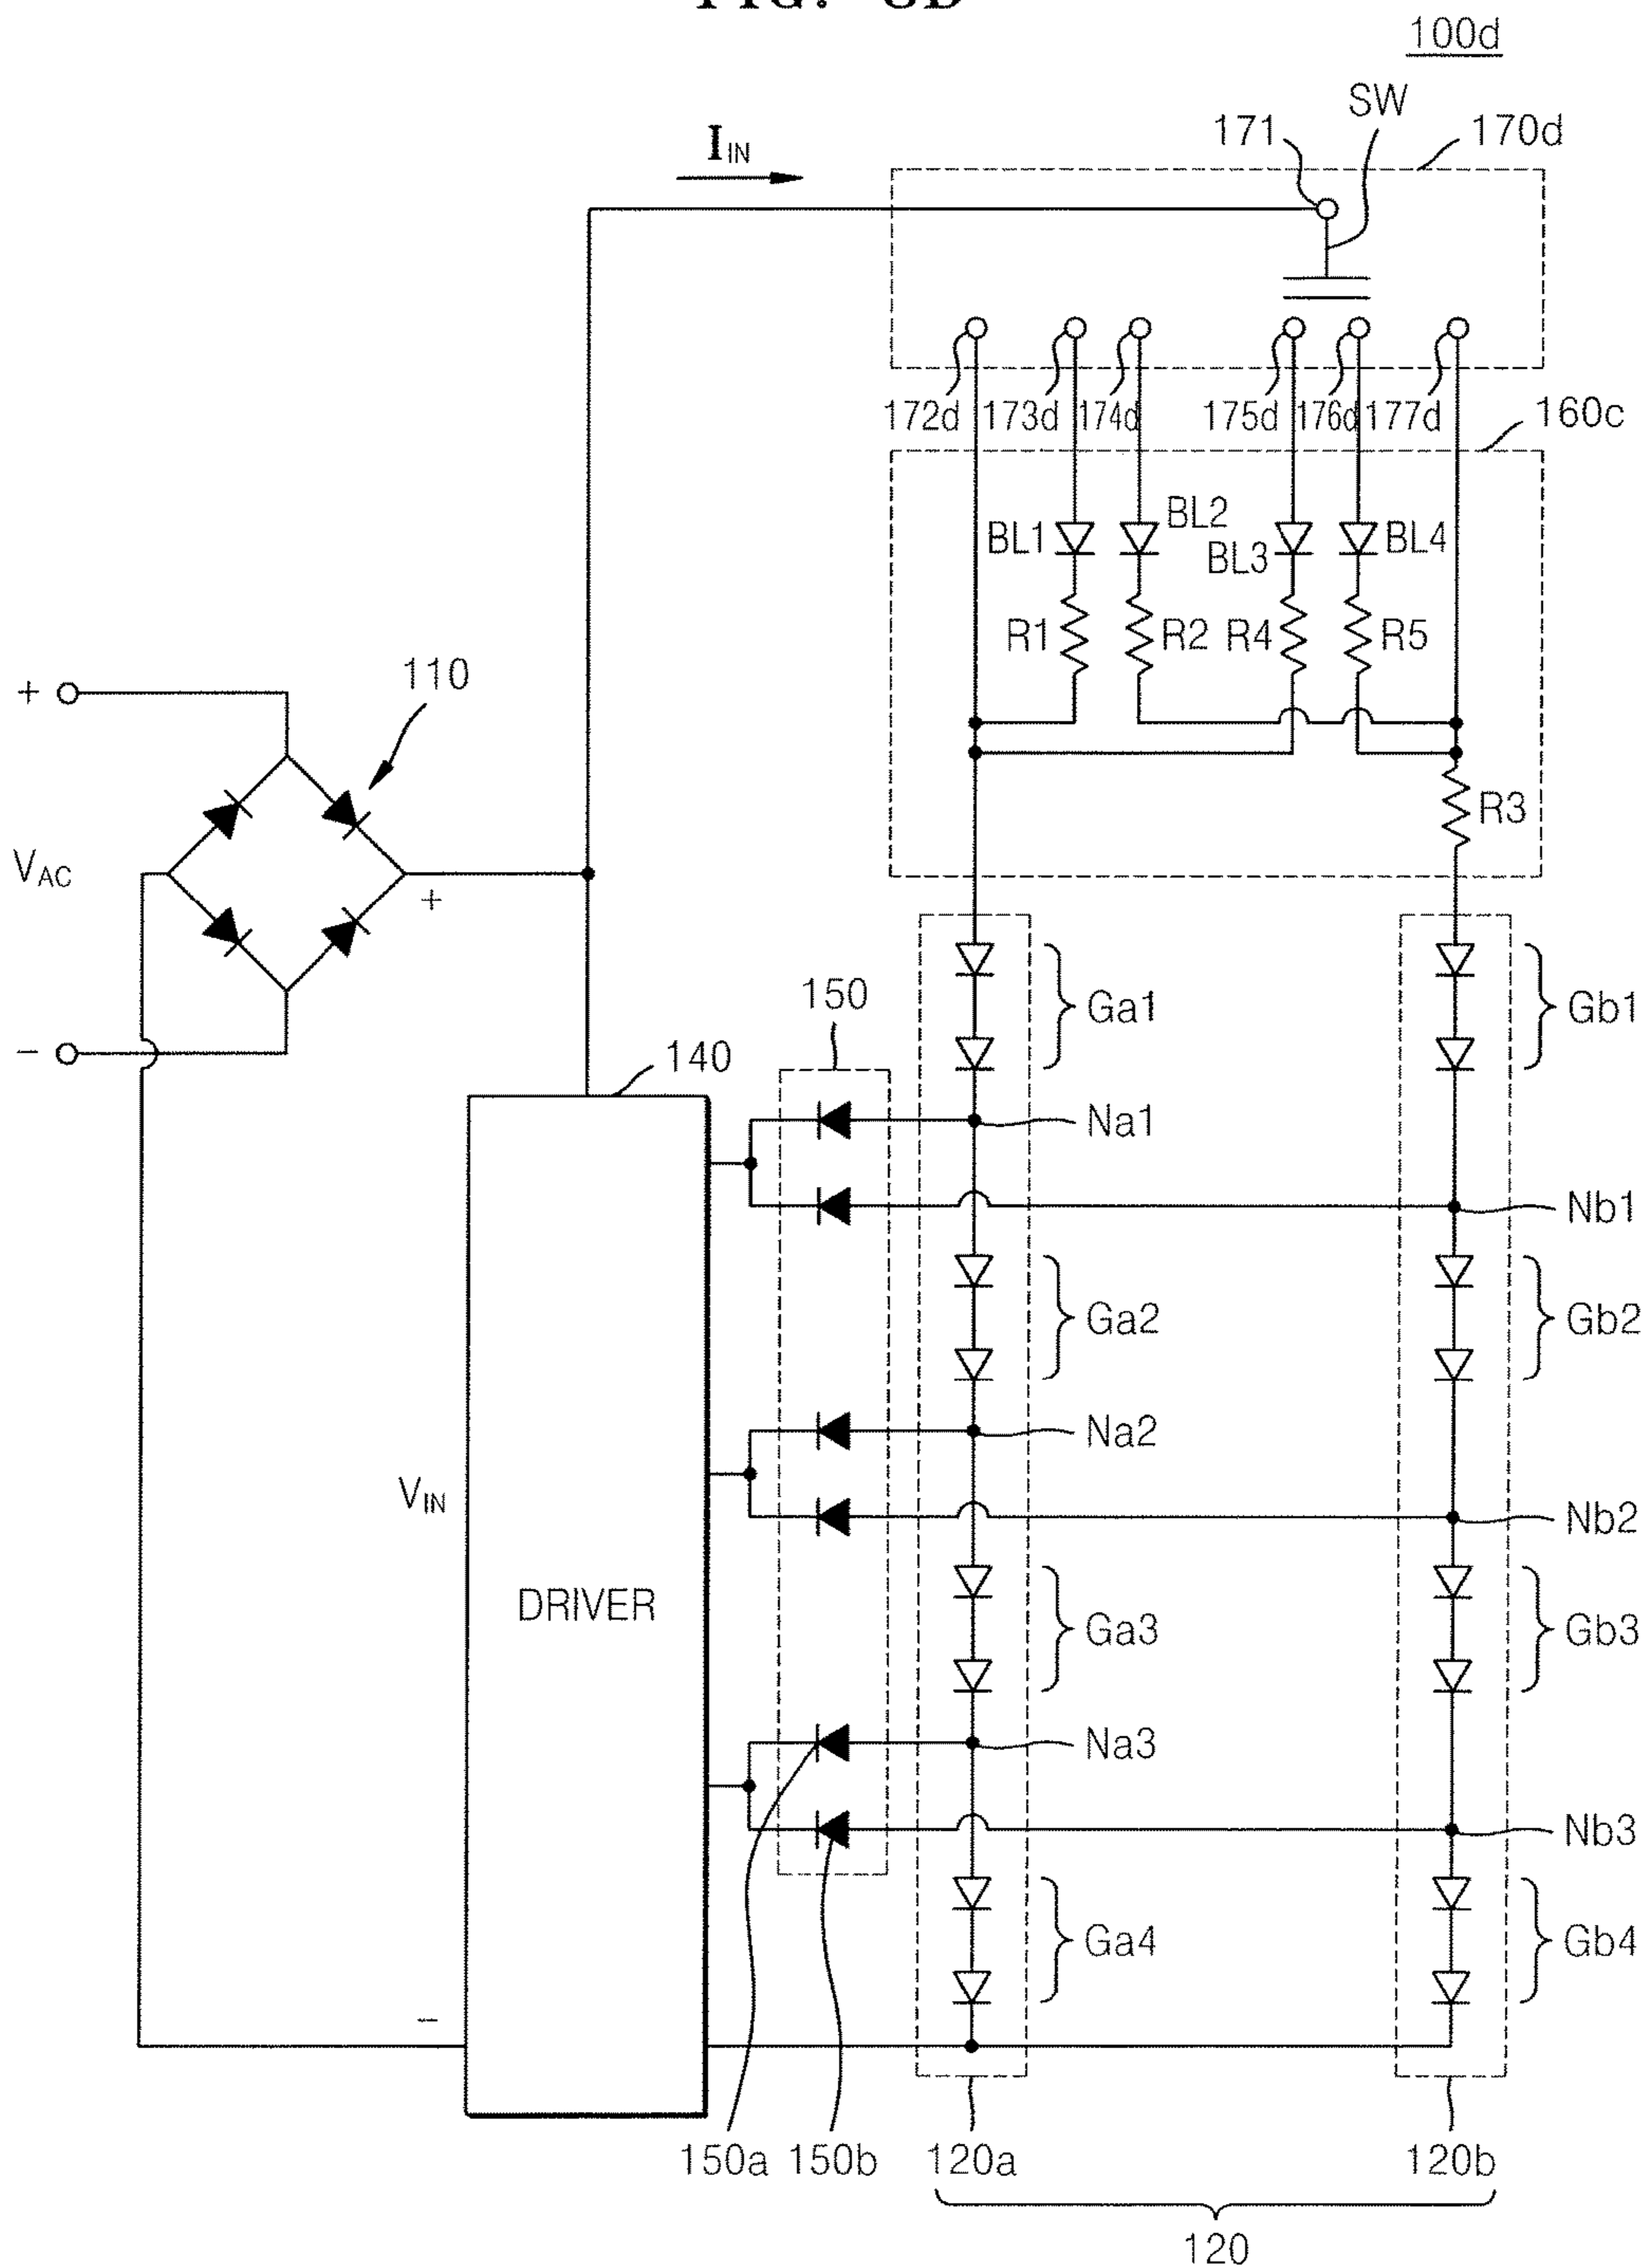 100d
SW
171
170d
IIN
172d 173d 174d 175d 176d 177d
160c
BL1 BL2 BL3 BL4
R1 R2 R4 R5
R3
+
110
VAC
+
−
150
140
Ga1 Gb1
Na1
Nb1
Ga2 Gb2
Na2
VIN
Nb2
DRIVER
Ga3 Gb3
Na3
Nb3
Ga4 Gb4
−
150a 150b 120a 120b
120